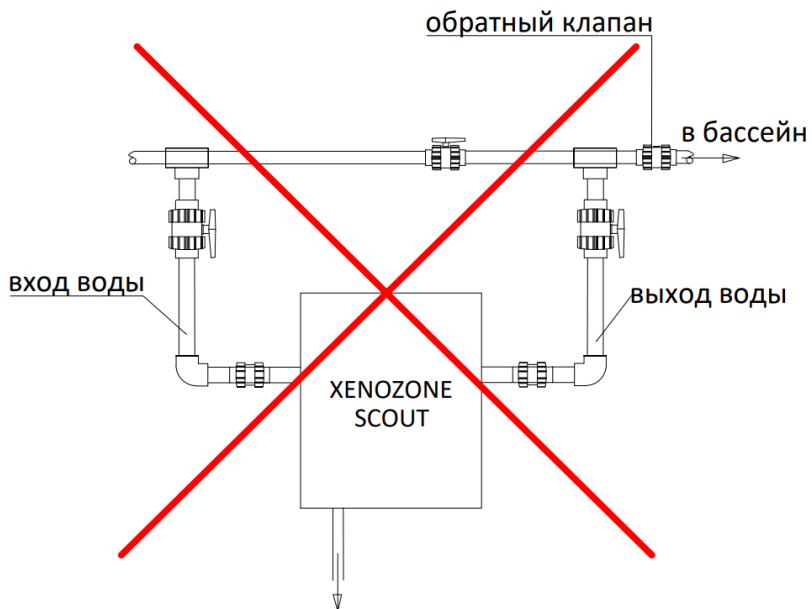 обратный клапан
в бассейн
вход воды
выход воды
XENOZONE
SCOUT